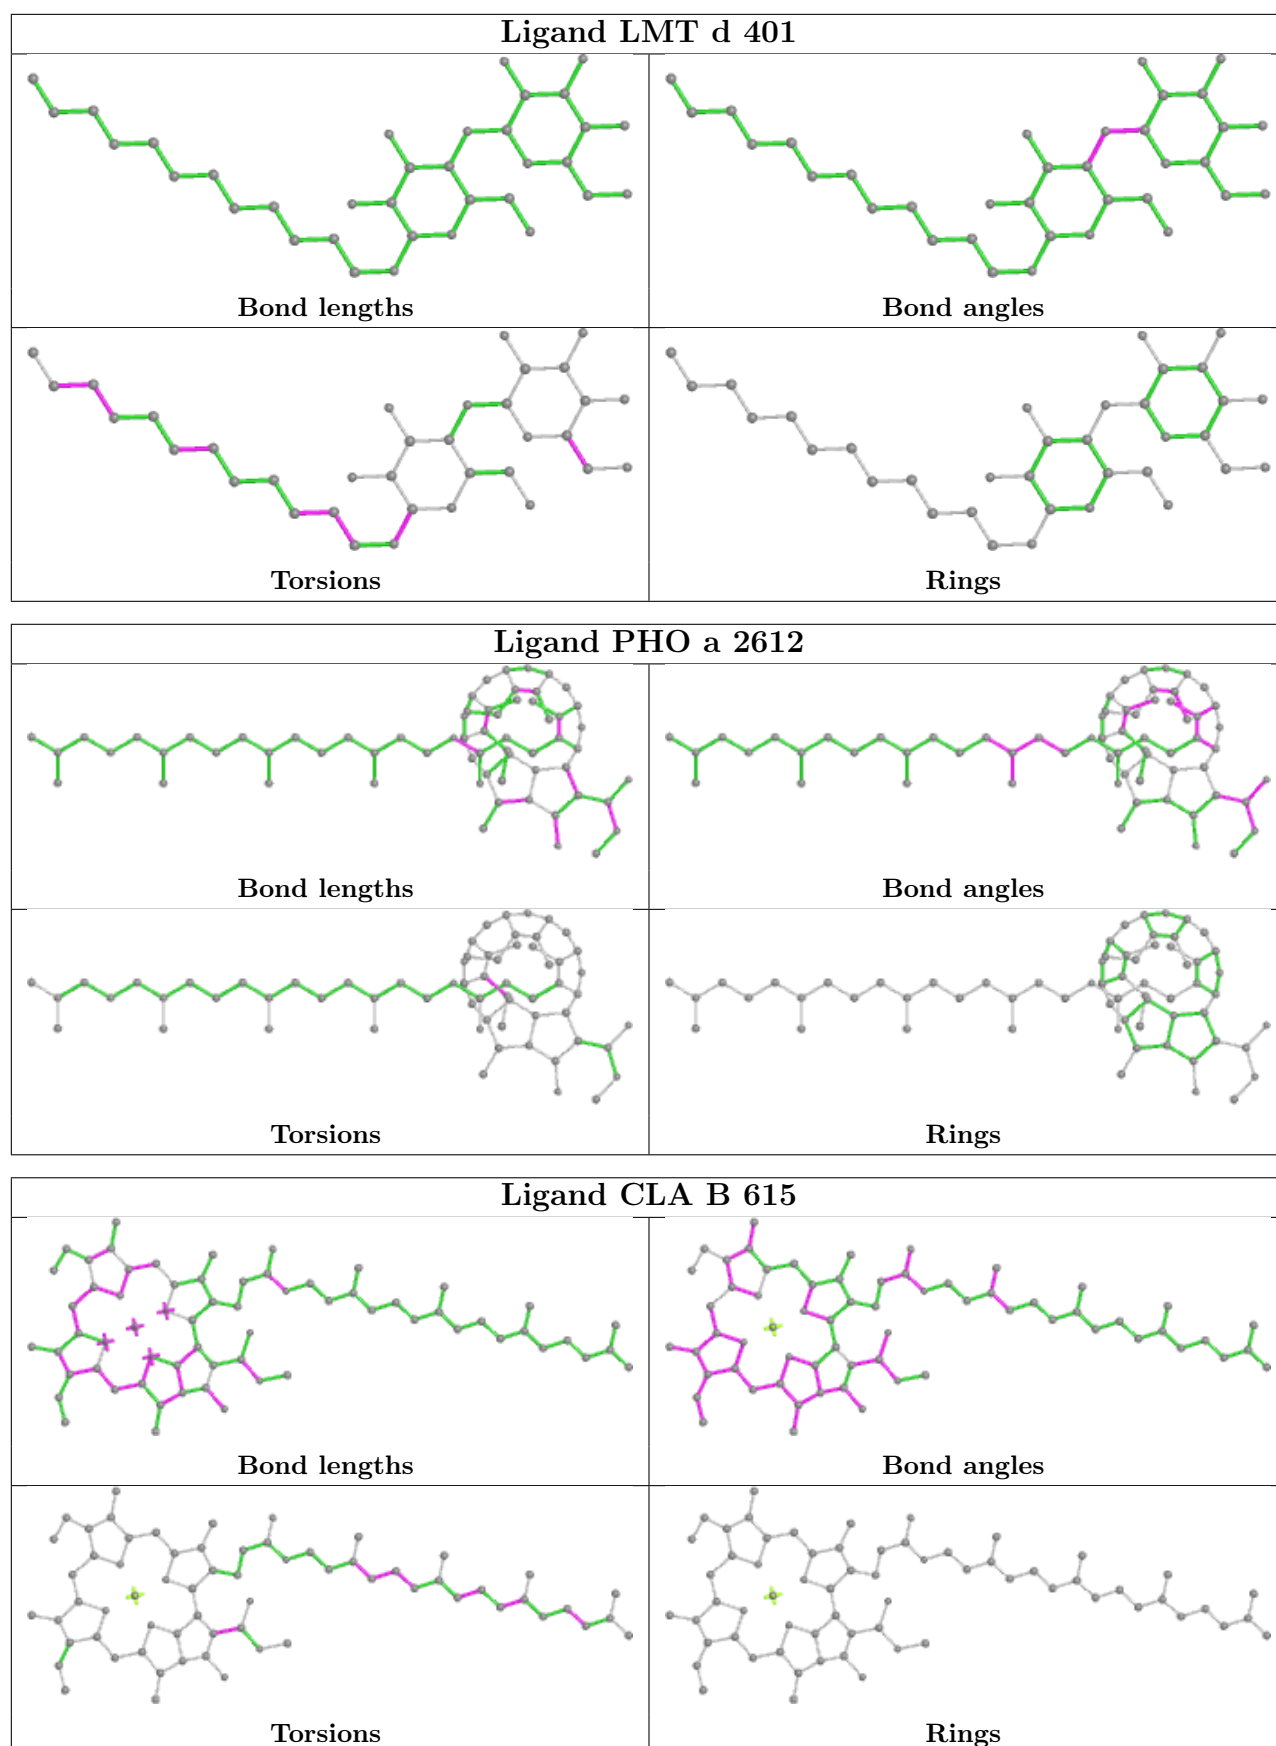 Ligand LMT d 401
Bond lengths
Bond angles
Torsions
Rings
Ligand PHO a 2612
Bond lengths
Bond angles
Torsions
Rings
Ligand CLA B 615
Bond lengths
Bond angles
Torsions
Rings